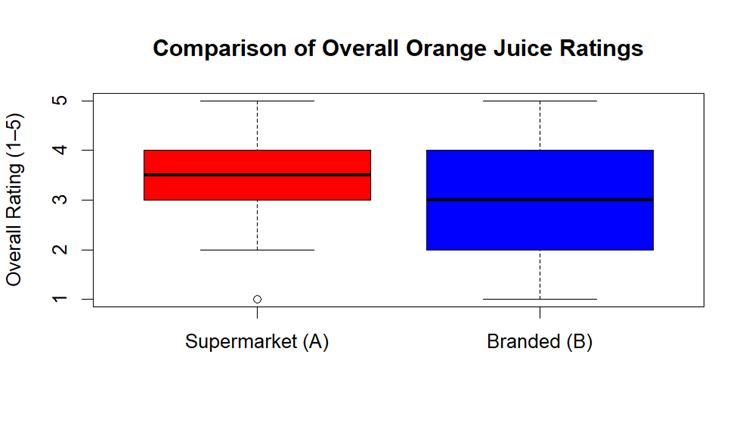 Comparison of Overall Orange Juice Ratings
Overall Rating (1–5)
5
4
3
2
1
Supermarket (A)
Branded (B)